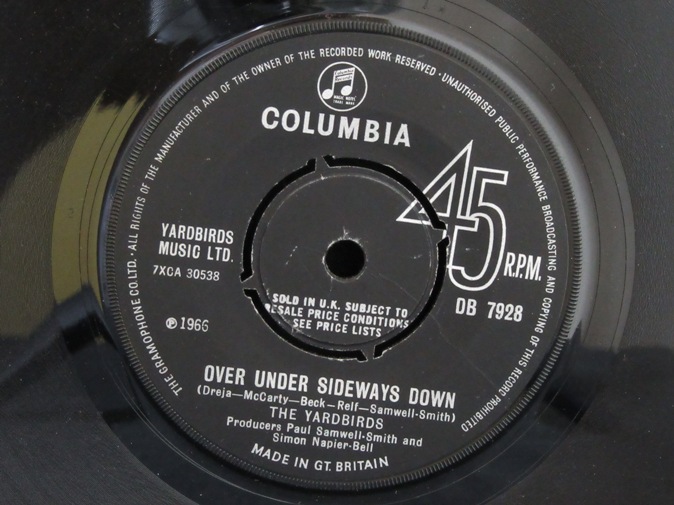 THE GRAMOPHONE CO. LTD. · ALL RIGHTS OF THE MANUFACTURER AND OF THE OWNER OF THE RECORDED WORK RESERVED · UNAUTHORISED PUBLIC PERFORMANCE BROADCASTING AND COPYING OF THIS RECORD PROHIBITED
COLUMBIA
45
R.P.M.
YARDBIRDS
MUSIC LTD.
7XCA 30538
DB 7928
SOLD IN U.K. SUBJECT TO
RESALE PRICE CONDITIONS
SEE PRICE LISTS
℗ 1966
OVER UNDER SIDEWAYS DOWN
(Dreja—McCarty—Beck—Relf—Samwell-Smith)
THE YARDBIRDS
Producers Paul Samwell-Smith and
Simon Napier-Bell
MADE IN GT. BRITAIN